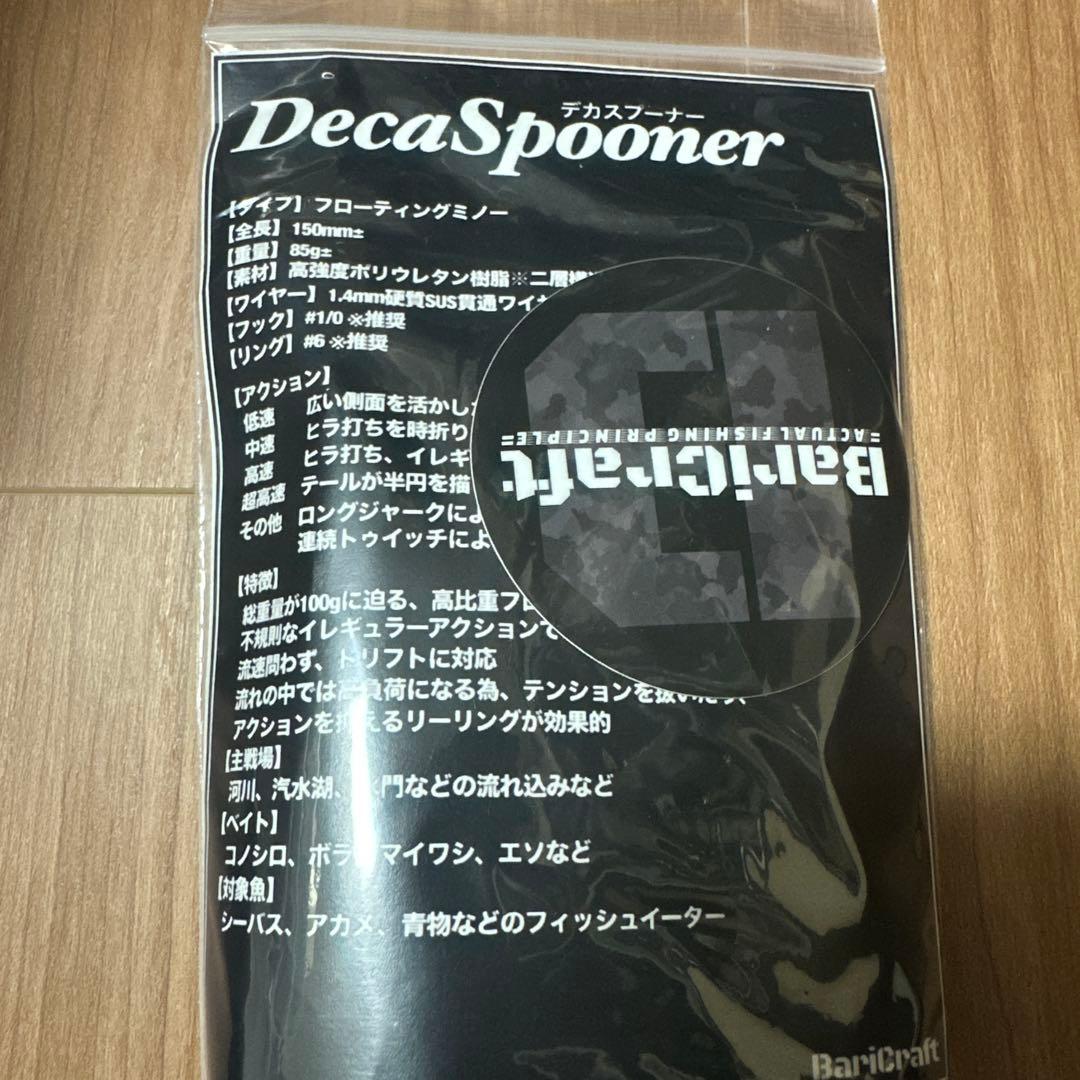 デカスプーナー
DecaSpooner
【タイプ】フローティングミノー
【全長】150mm±
【重量】85g±
【素材】高強度ポリウレタン樹脂※二層構
【ワイヤー】1.4mm硬質SUS貫通ワイヤ
【フック】#1/0 ※推奨
【リング】#6 ※推奨
【アクション】
低速 広い側面を活かし
中速 ヒラ打ちを時折り
高速 ヒラ打ち、イレギ
超高速 テールが半円を描
その他 ロングジャークによ
連続トゥイッチによ
BariCraft
=ACTUAL FISHING PRIINCIPLE=
【特徴】
総重量が100gに迫る、高比重フロ
不規則なイレギュラーアクションで
流速問わず、ドリフトに対応
流れの中では高負荷になる為、テンションを抜いたり、
アクションを抑えるリーリングが効果的
【主戦場】
河川、汽水湖、水門などの流れ込みなど
【ベイト】
コノシロ、ボラ、マイワシ、エソなど
【対象魚】
シーバス、アカメ、青物などのフィッシュイーター
BariCraft